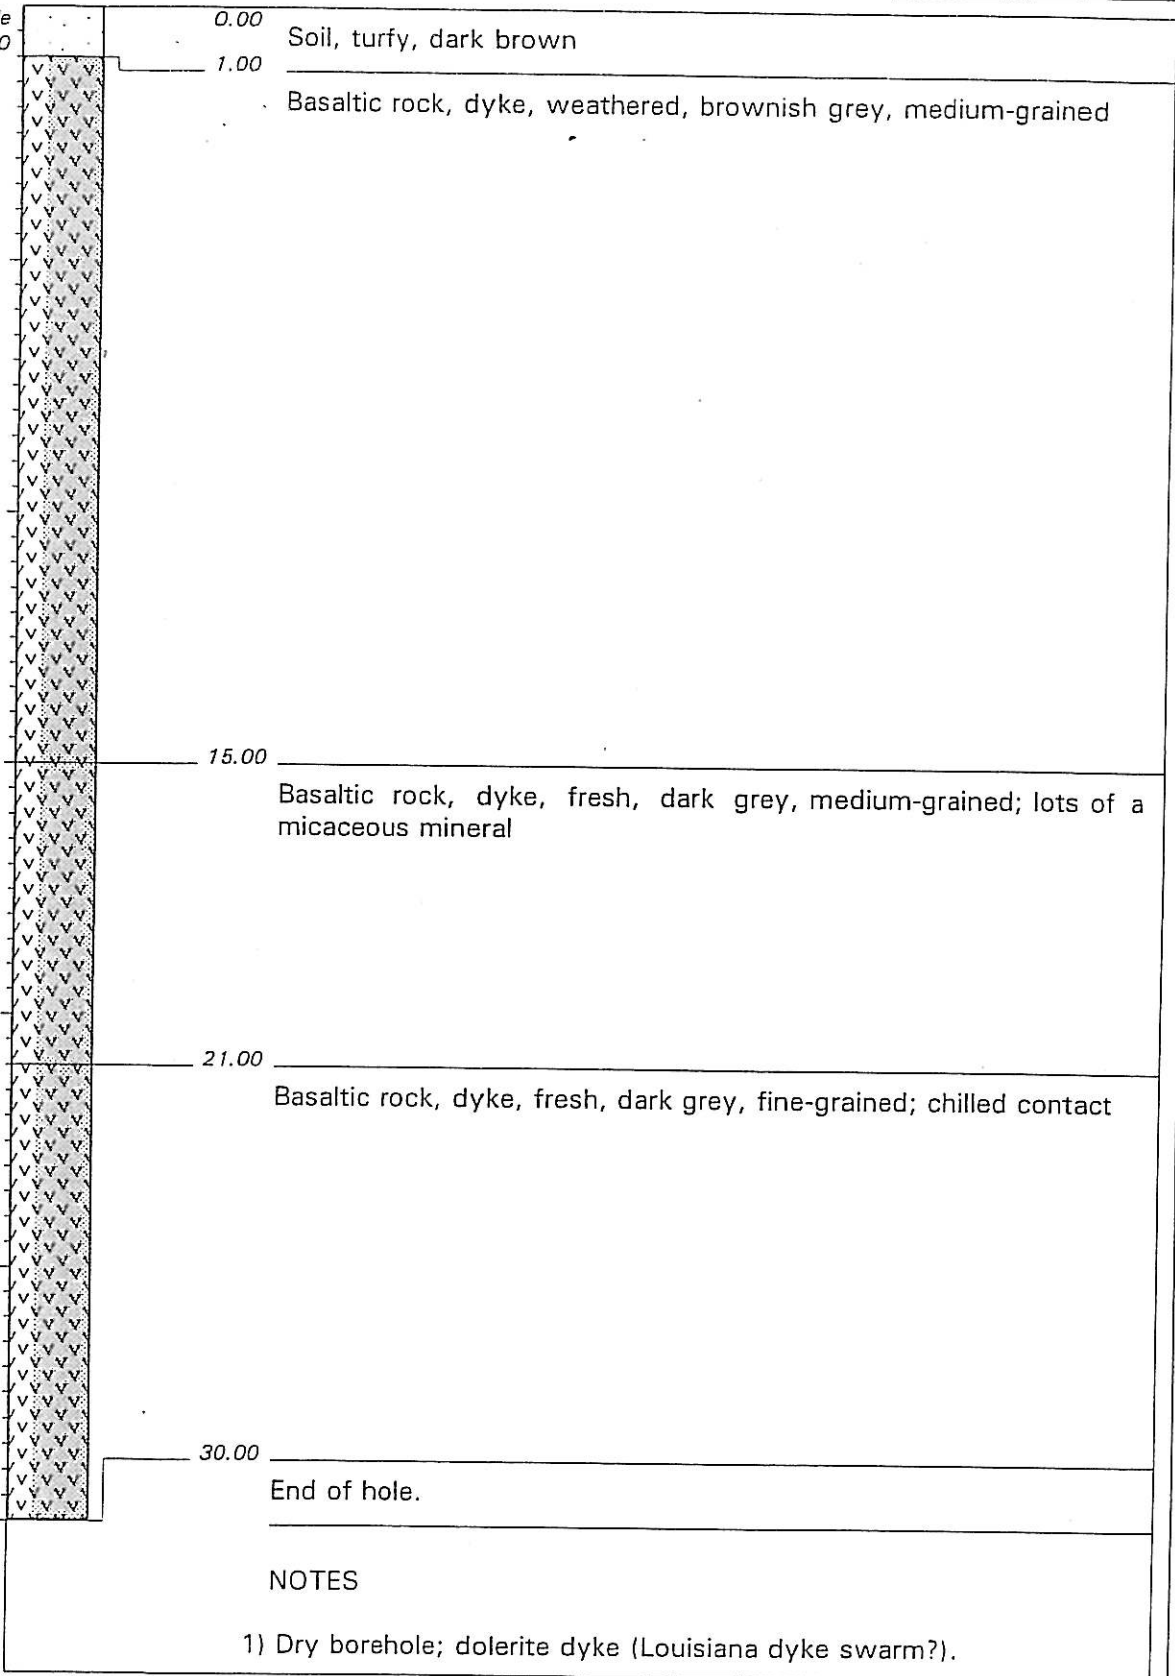 0.00
Soil, turfy, dark brown
1.00
Basaltic rock, dyke, weathered, brownish grey, medium-grained
15.00
Basaltic rock, dyke, fresh, dark grey, medium-grained; lots of a
micaceous mineral
21.00
Basaltic rock, dyke, fresh, dark grey, fine-grained; chilled contact
30.00
End of hole.
NOTES
1) Dry borehole; dolerite dyke (Louisiana dyke swarm?).